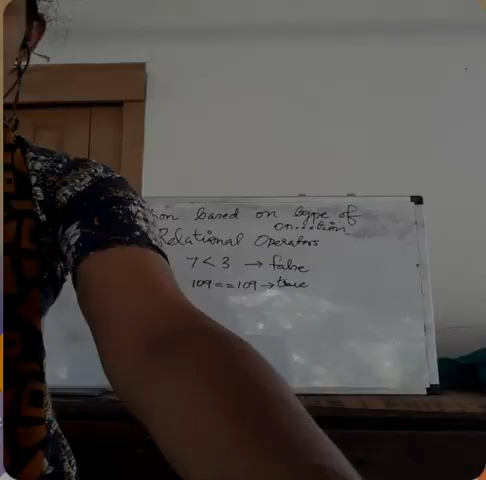 on based on type of
Relational Operators
7 < 3 → false
109 == 109 → true